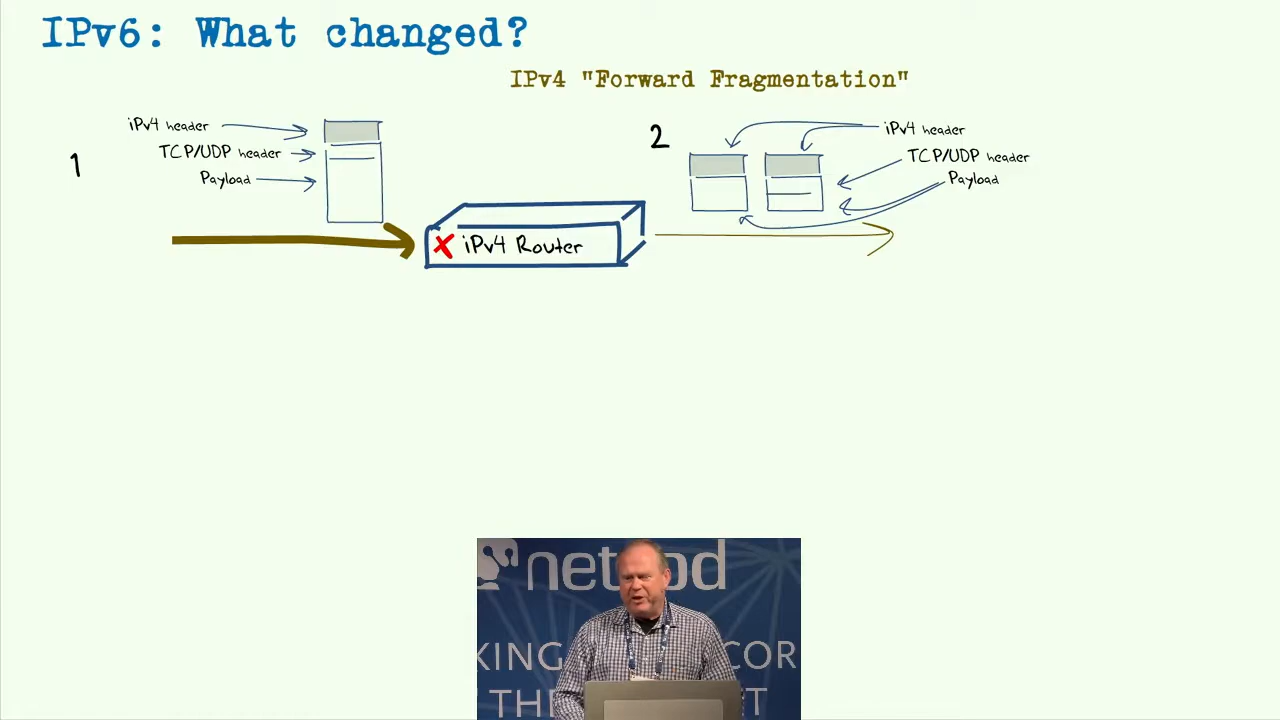 IPv6: What changed?
IPv4 "Forward Fragmentation"
1
iPv4 header
TCP/UDP header
Payload
2
iPv4 header
TCP/UDP header
Payload
X iPv4 Router
KING
COR
THE
IT